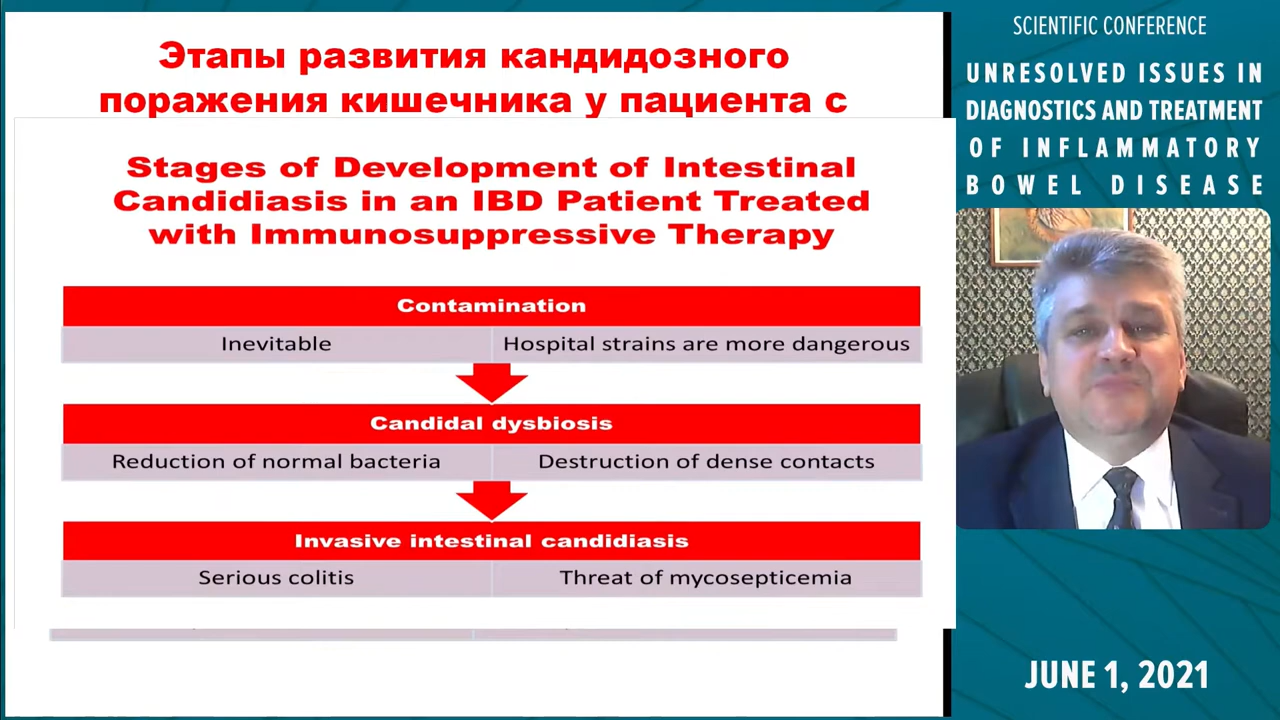 Этапы развития кандидозного
поражения кишечника у пациента с
Stages of Development of Intestinal
Candidiasis in an IBD Patient Treated
with Immunosuppressive Therapy
Contamination
Inevitable
Hospital strains are more dangerous
Candidal dysbiosis
Reduction of normal bacteria
Destruction of dense contacts
Invasive intestinal candidiasis
Serious colitis
Threat of mycosepticemia
SCIENTIFIC CONFERENCE
UNRESOLVED ISSUES IN
DIAGNOSTICS AND TREATMENT
OF INFLAMMATORY
BOWEL DISEASE
JUNE 1, 2021